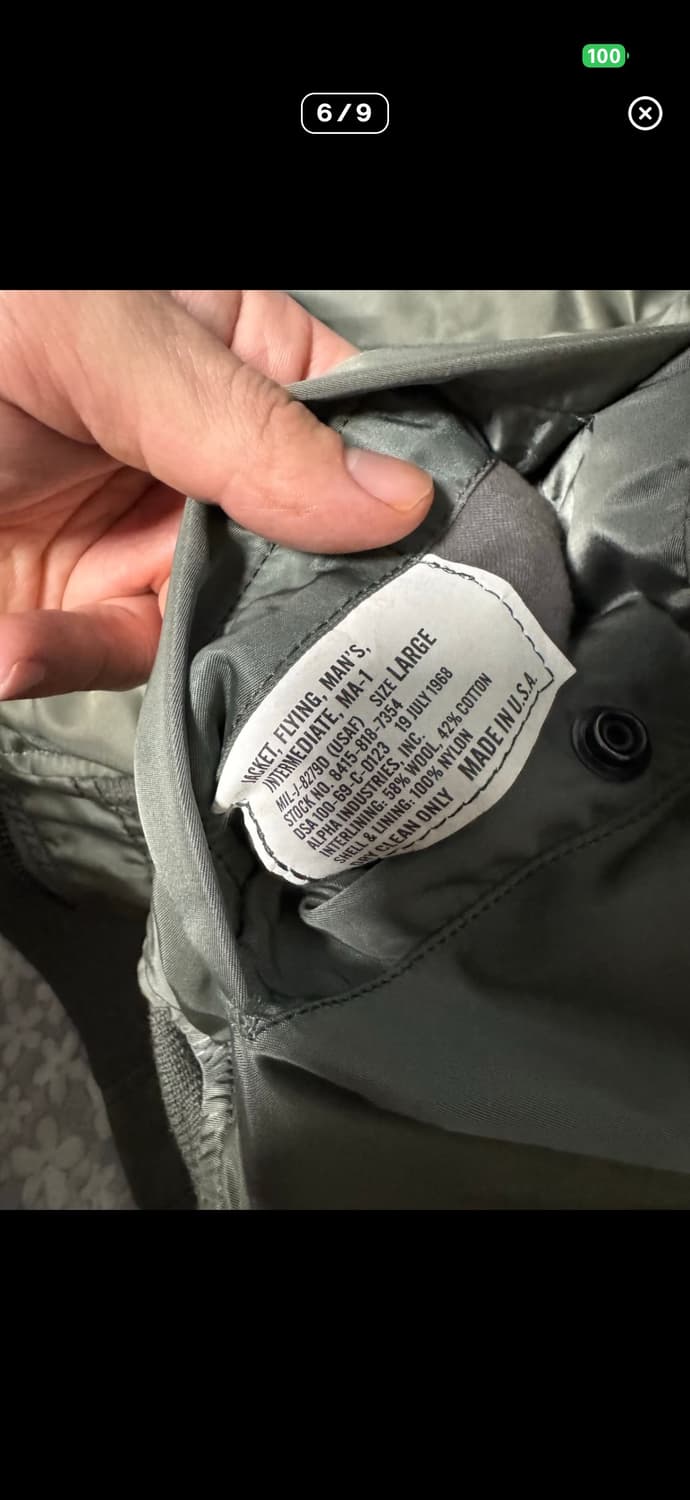 100
6/9
JACKET, FLYING, MAN'S,
INTERMEDIATE, MA-1
MIL-J-8279D (USAF) SIZE LARGE
STOCK NO. 8415-818-7354
DSA 100-69-C-0123 19 JULY 1968
ALPHA INDUSTRIES, INC.
INTERLINING: 58% WOOL, 42% COTTON
SHELL & LINING: 100% NYLON
DRY CLEAN ONLY MADE IN U.S.A.